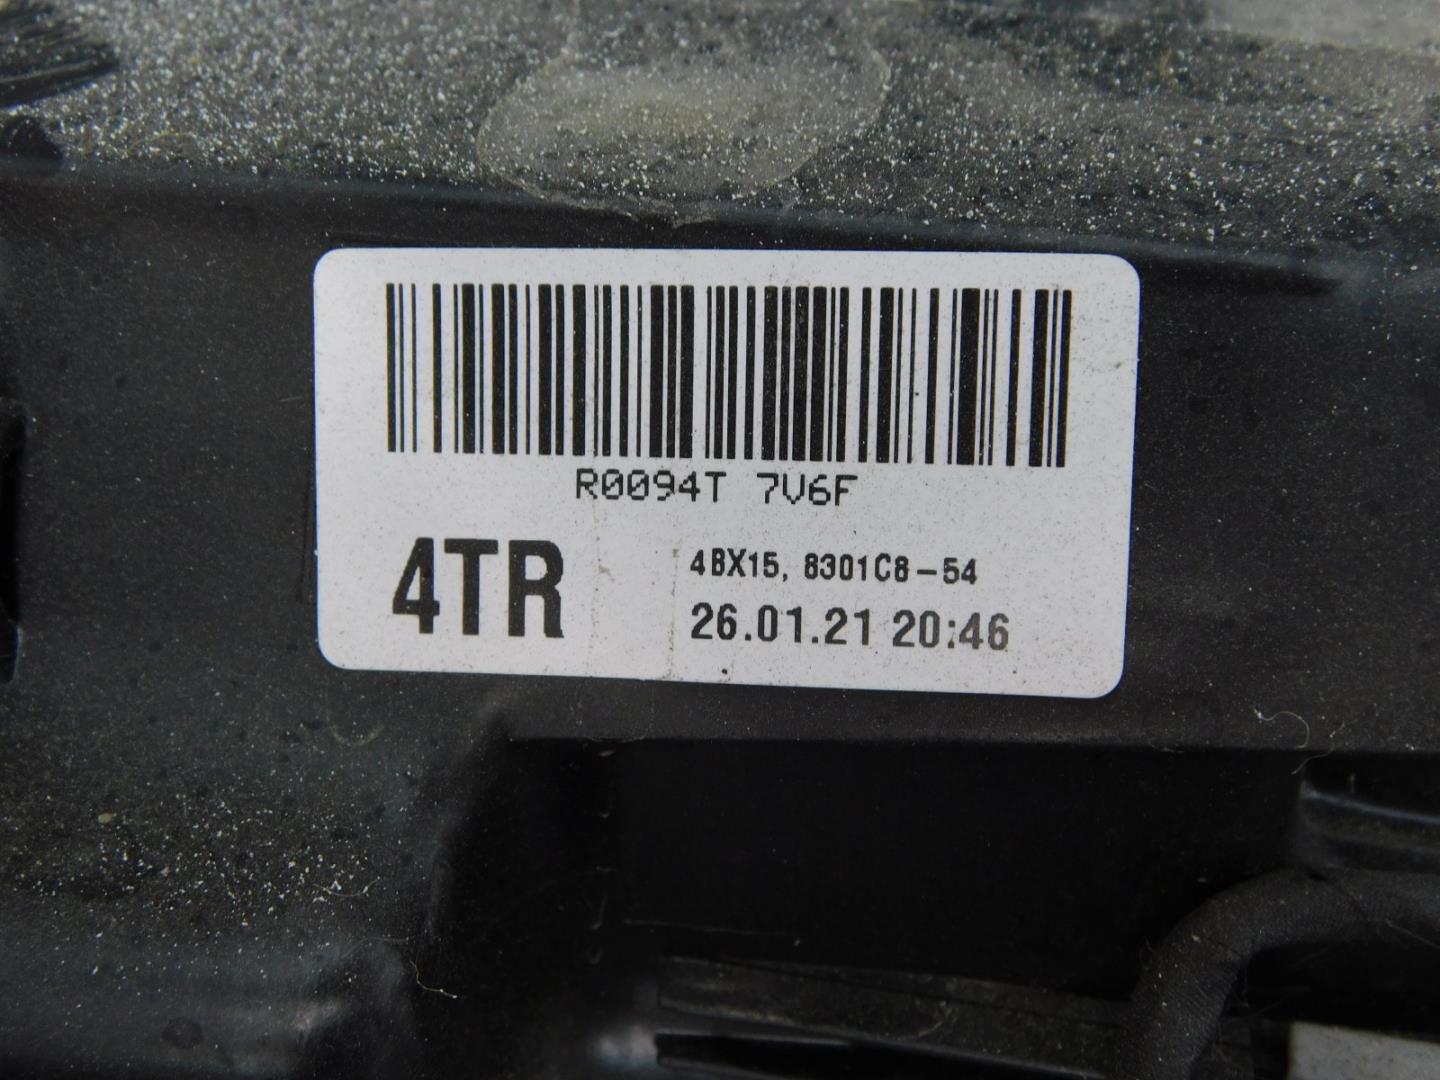 R0094T 7V6F
4TR
4BX15, 8301C8-54
26.01.21 20:46